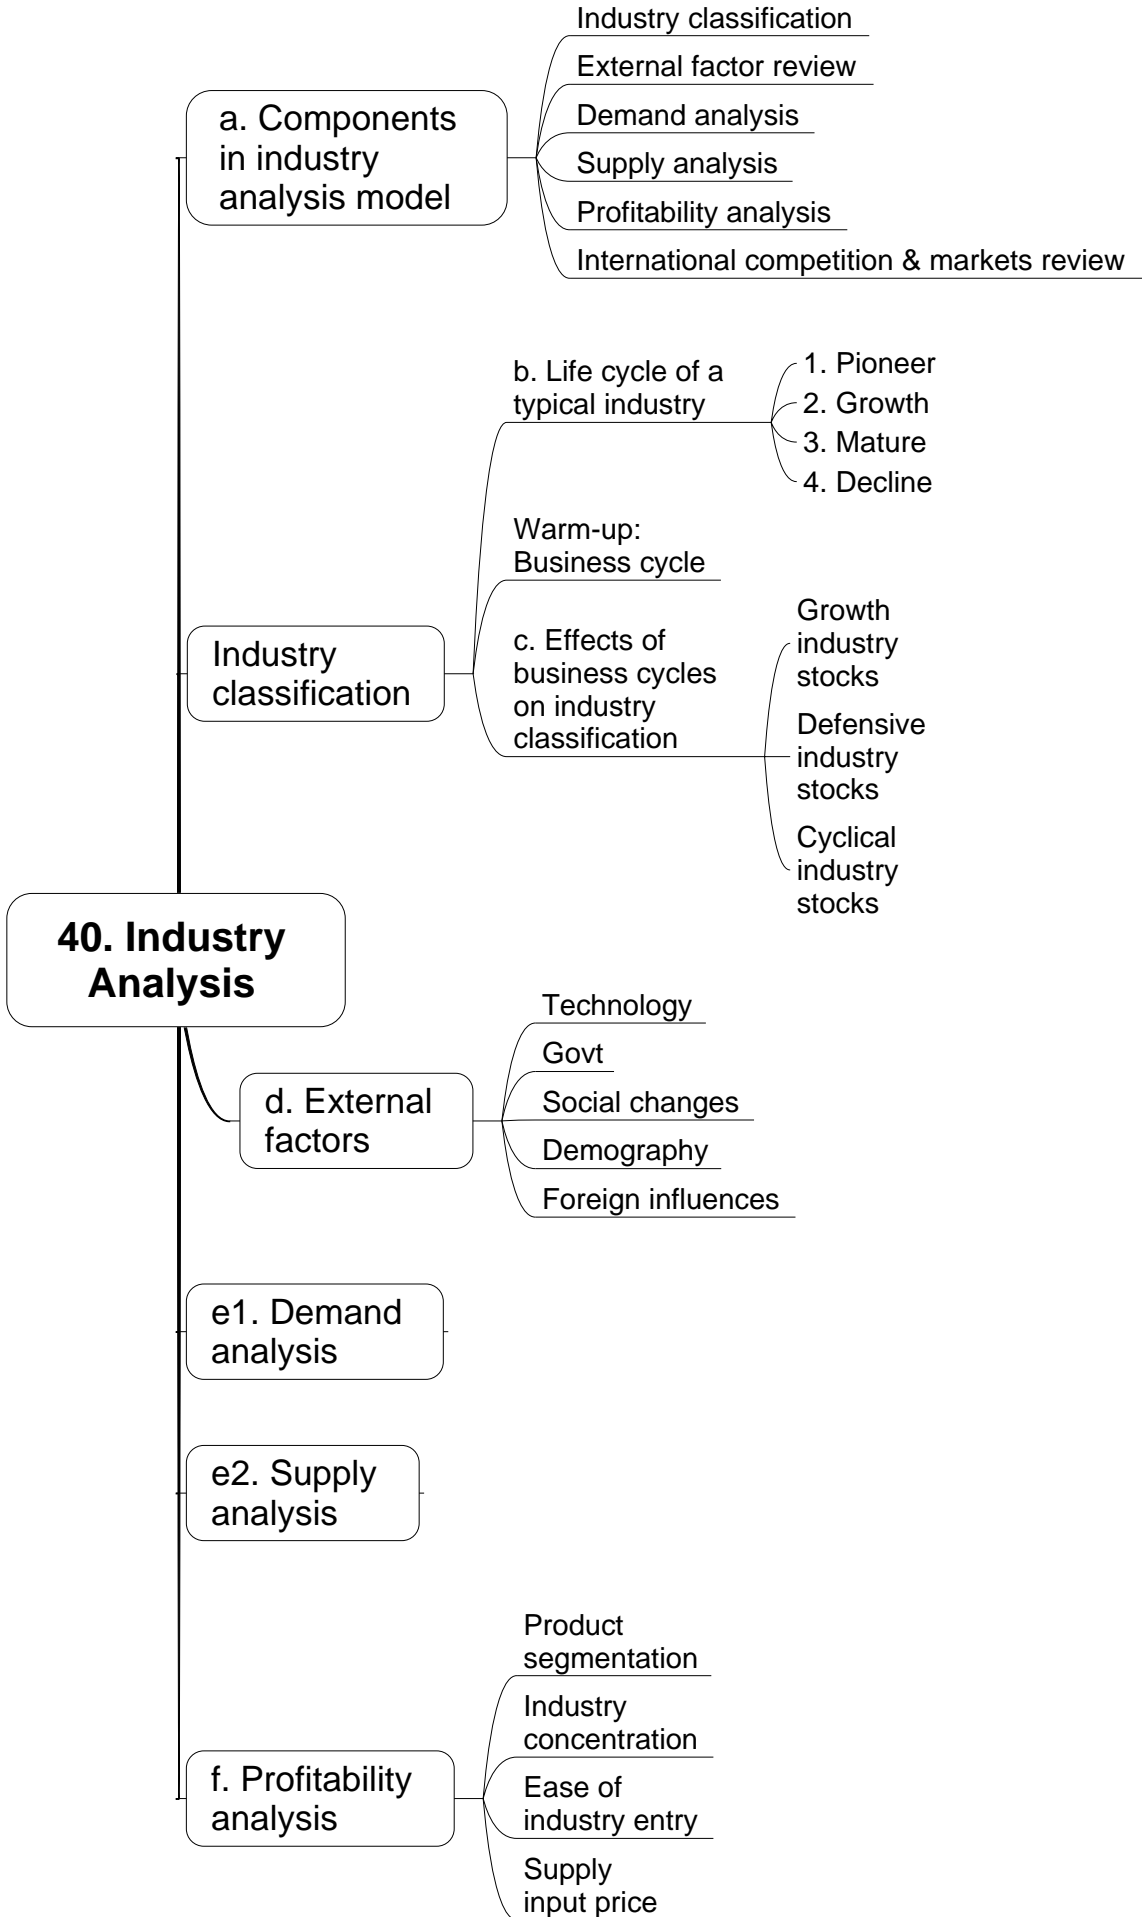 Industry classification
External factor review
Demand analysis
Supply analysis
Profitability analysis
International competition & markets review
a. Components
in industry
analysis model
b. Life cycle of a
typical industry
1. Pioneer
2. Growth
3. Mature
4. Decline
Warm-up:
Business cycle
c. Effects of
business cycles
on industry
classification
Growth
industry
stocks
Defensive
industry
stocks
Cyclical
industry
stocks
Industry
classification
40. Industry
Analysis
Technology
Govt
Social changes
Demography
Foreign influences
d. External
factors
e1. Demand
analysis
e2. Supply
analysis
f. Profitability
analysis
Product
segmentation
Industry
concentration
Ease of
industry entry
Supply
input price